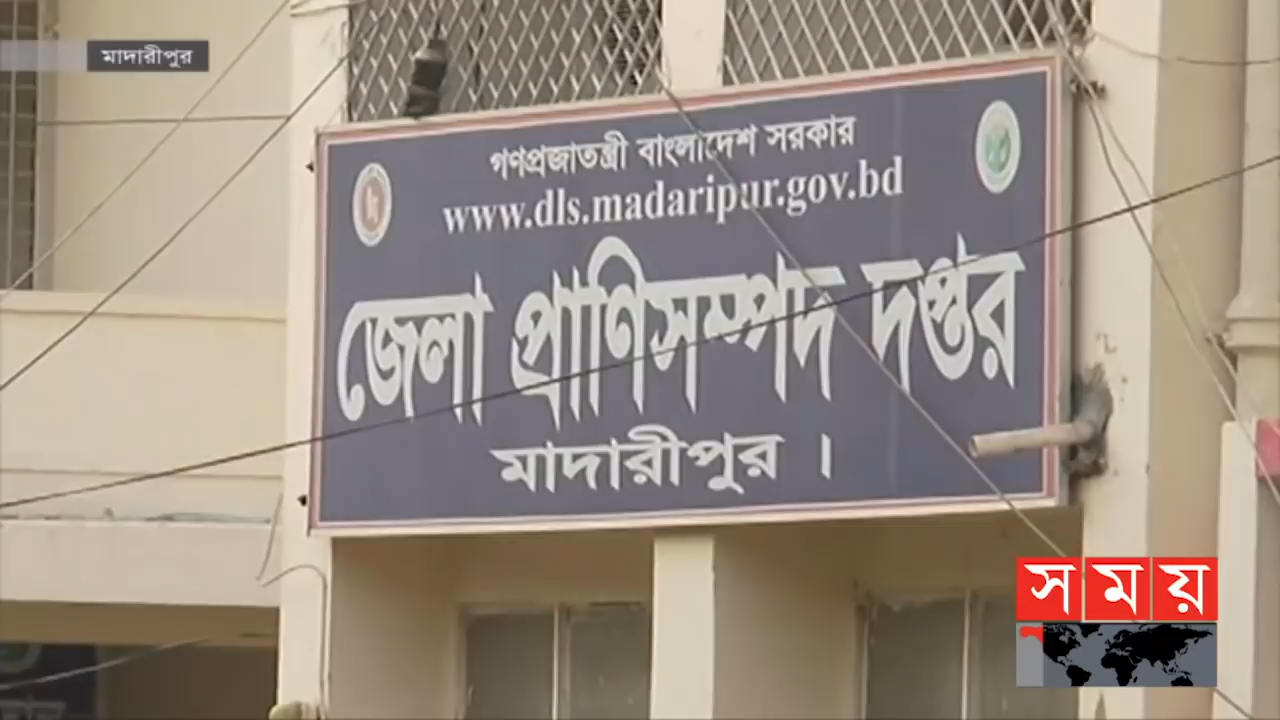 মাদারীপুর
গণপ্রজাতন্ত্রী বাংলাদেশ সরকার
www.dls.madaripur.gov.bd
জেলা প্রাণিসম্পদ দপ্তর
মাদারীপুর ।
সময়